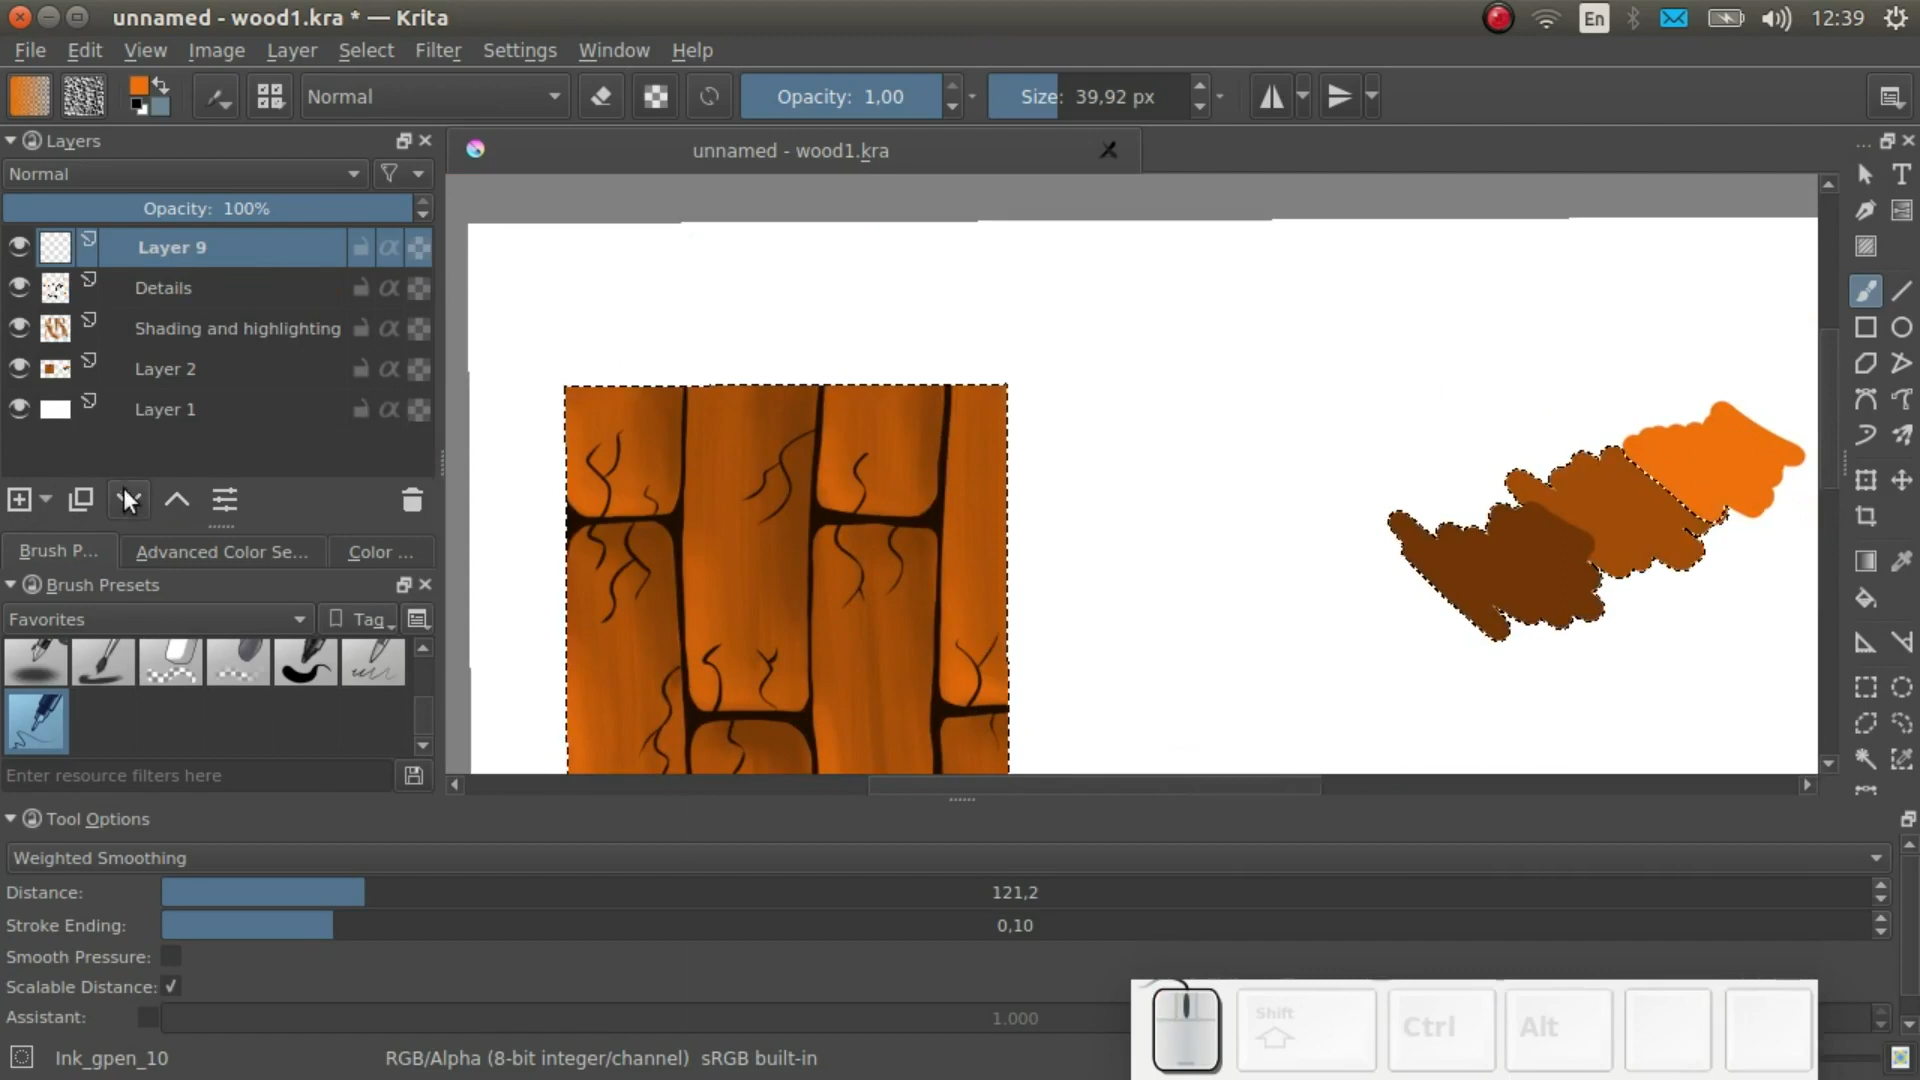 unnamed - wood1.kra * — Krita
En
12:39
File Edit View Image Layer Select Filter Settings Window Help
Normal
Opacity: 1,00
Size: 39,92 px
Layers
unnamed - wood1.kra
Normal
Opacity: 100%
Layer 9
Details
Shading and highlighting
Layer 2
Layer 1
Brush P...
Advanced Color Se...
Color ...
Brush Presets
Favorites
Tag
Enter resource filters here
Tool Options
Weighted Smoothing
Distance: 121,2
Stroke Ending: 0,10
Smooth Pressure:
Scalable Distance:
Assistant: 1.000
Shift
Ctrl
Alt
Ink_gpen_10
RGB/Alpha (8-bit integer/channel) sRGB built-in